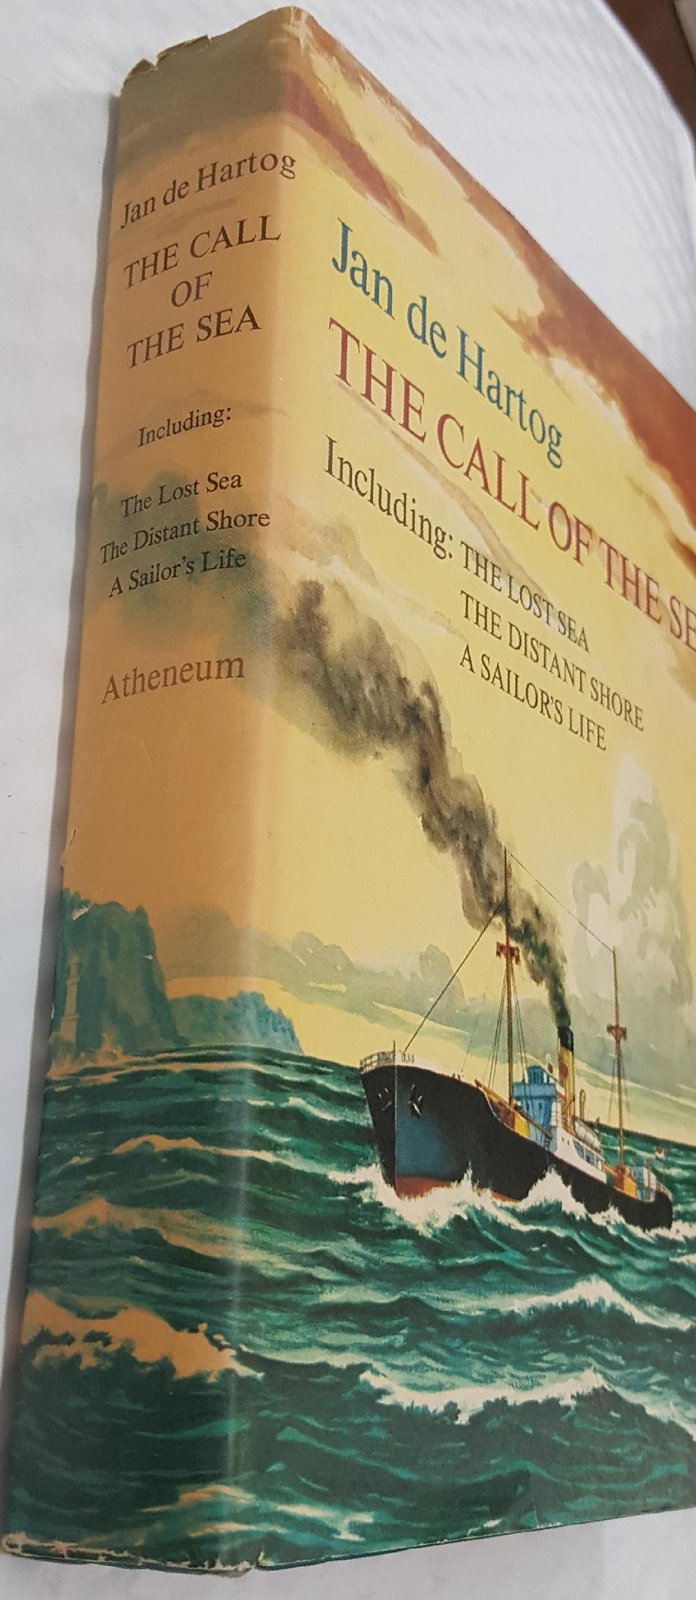 Jan de Hartog
THE CALL
OF
THE SEA
Including:
The Lost Sea
The Distant Shore
A Sailor's Life
Atheneum
Jan de Hartog
THE CALL OF THE SE
Including: THE LOST SEA
THE DISTANT SHORE
A SAILOR'S LIFE